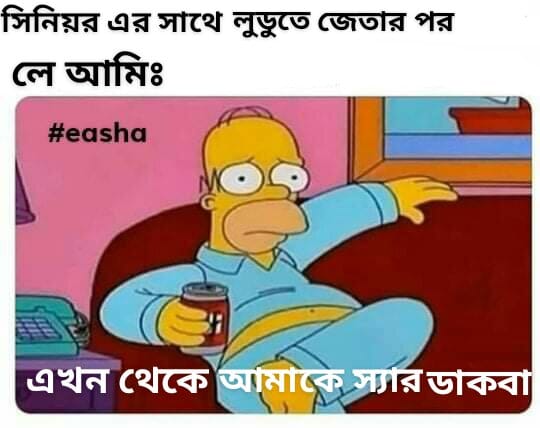 সিনিয়র এর সাথে লুডুতে জেতার পর
লে আমিঃ
#easha
এখন থেকে আমাকে স্যার ডাকবা